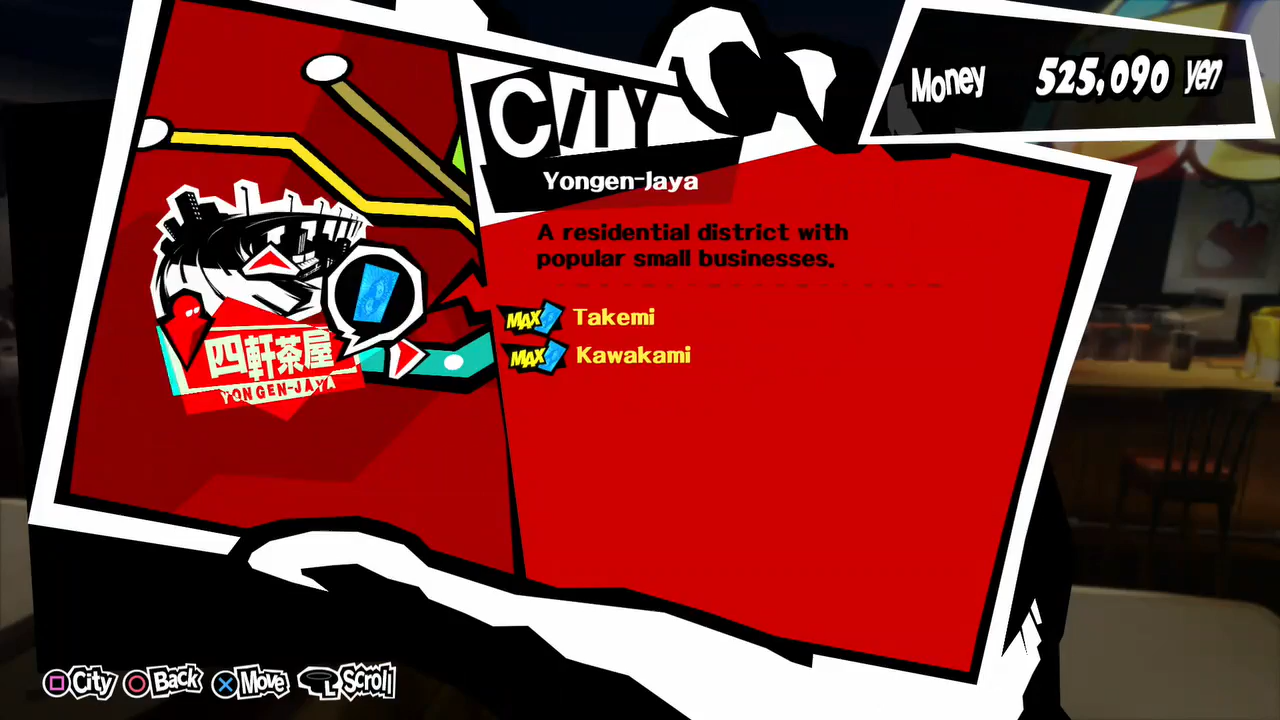 CITY
Money 525,090 yen
Yongen-Jaya
A residential district with
popular small businesses.
MAX Takemi
MAX Kawakami
四軒茶屋
YONGEN-JAYA
City Back Move L Scroll